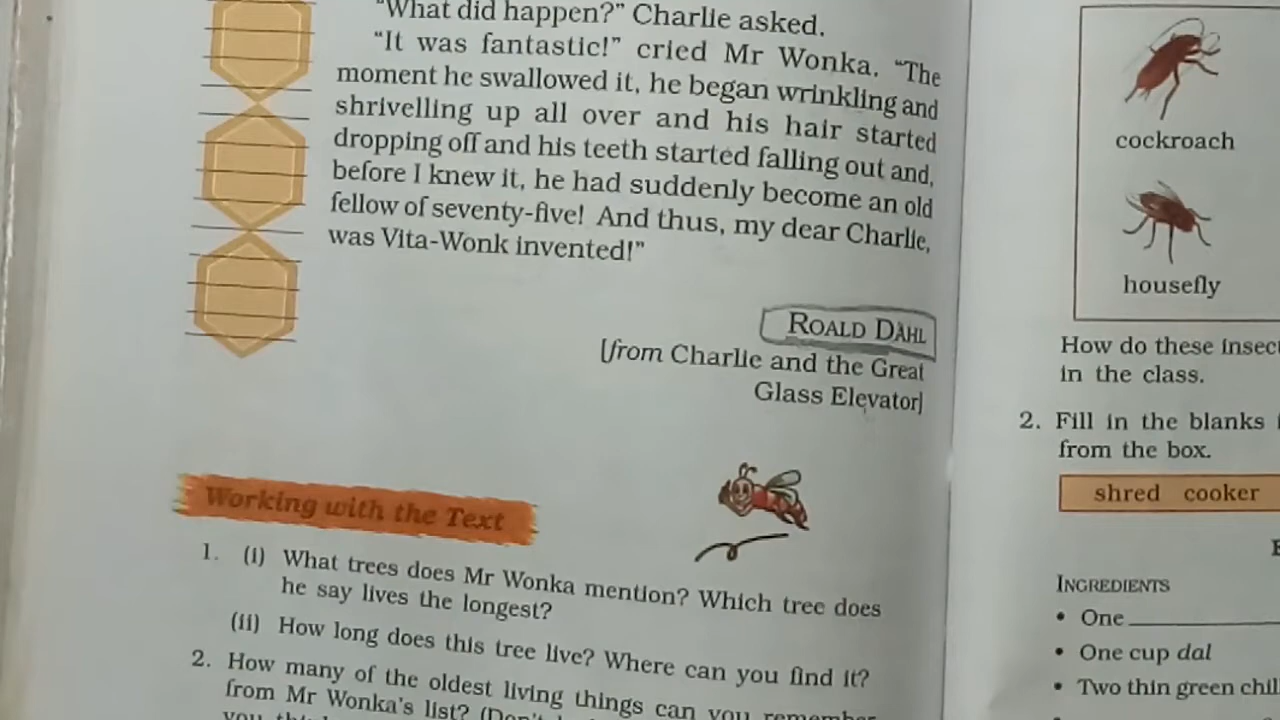 "What did happen?" Charlie asked.
"It was fantastic!" cried Mr Wonka. "The
moment he swallowed it, he began wrinkling and
shrivelling up all over and his hair started
dropping off and his teeth started falling out and,
before I knew it, he had suddenly become an old
fellow of seventy-five! And thus, my dear Charlie,
was Vita-Wonk invented!"
ROALD DAHL
[from Charlie and the Great
Glass Elevator]
Working with the Text
1. (i) What trees does Mr Wonka mention? Which tree does
he say lives the longest?
(ii) How long does this tree live? Where can you find it?
2. How many of the oldest living things can you remember
from Mr Wonka's list?
cockroach
housefly
How do these
in the class.
2. Fill in the blanks
from the box.
shred cooker
INGREDIENTS
• One
• One cup dal
• Two thin green